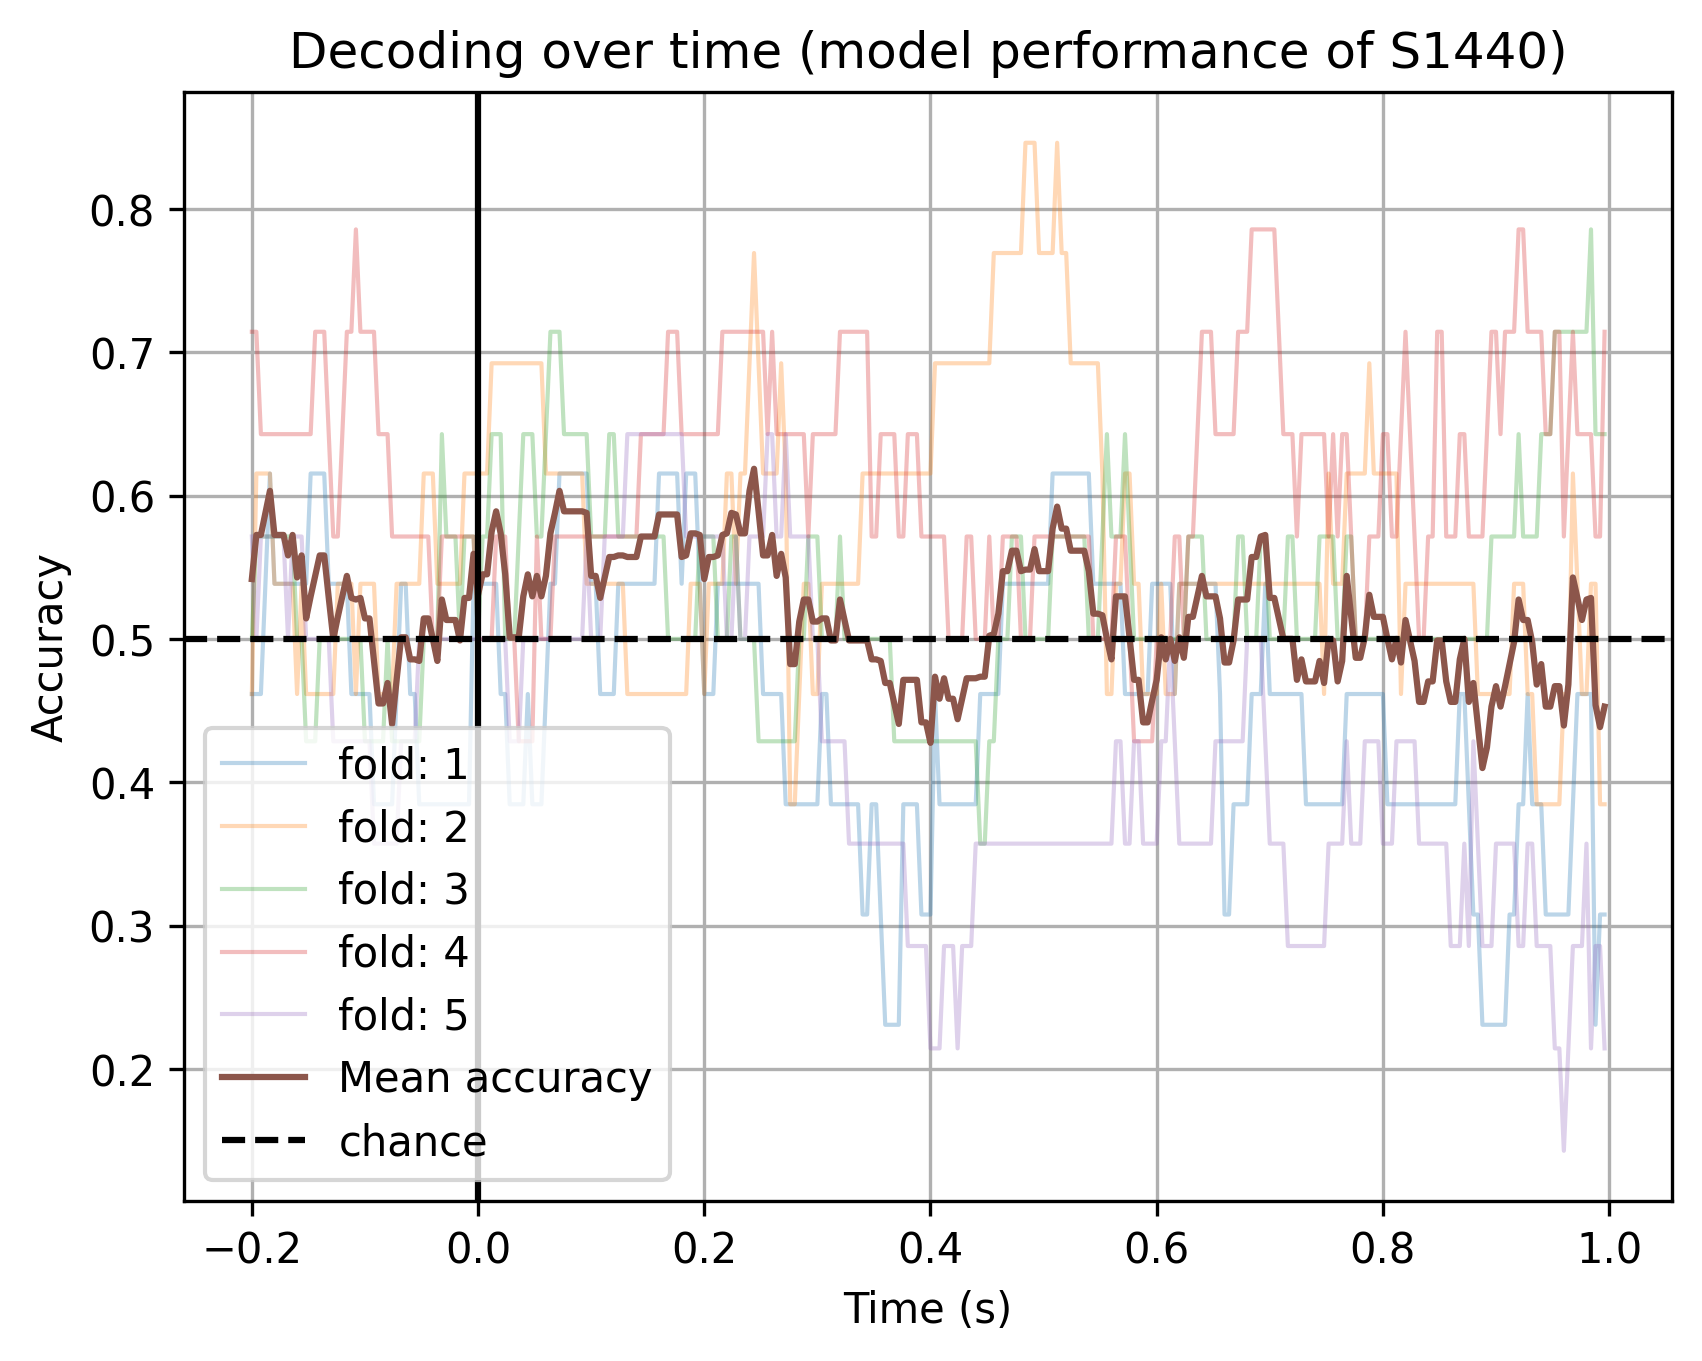 Decoding over time (model performance of S1440)
Accuracy
0.8
0.7
0.6
0.5
0.4
0.3
0.2
fold: 1
fold: 2
fold: 3
fold: 4
fold: 5
Mean accuracy
chance
−0.2 0.0 0.2 0.4 0.6 0.8 1.0
Time (s)